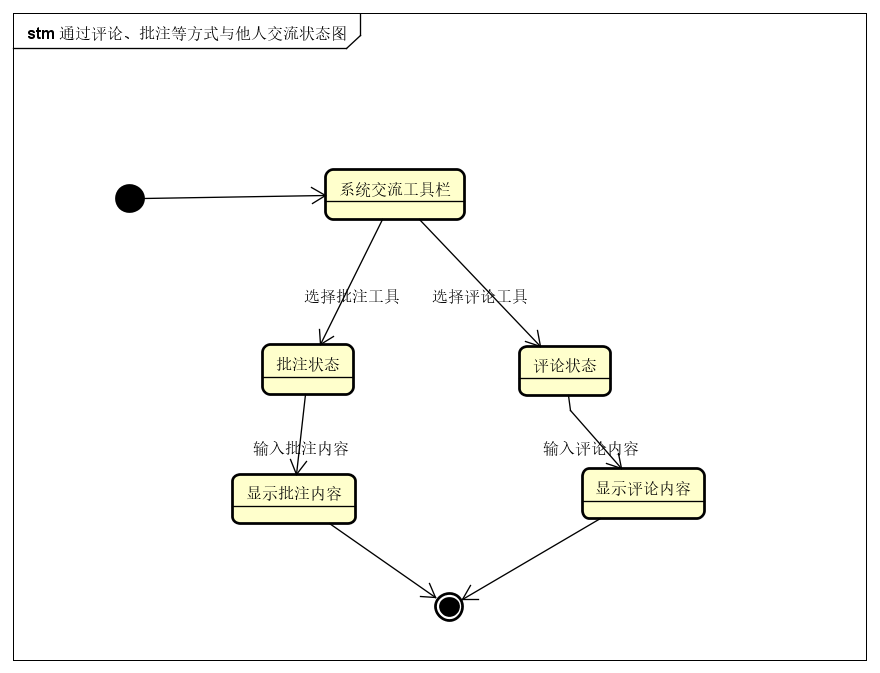 stm 通过评论、批注等方式与他人交流状态图
系统交流工具栏
选择批注工具
选择评论工具
批注状态
评论状态
输入批注内容
输入评论内容
显示批注内容
显示评论内容